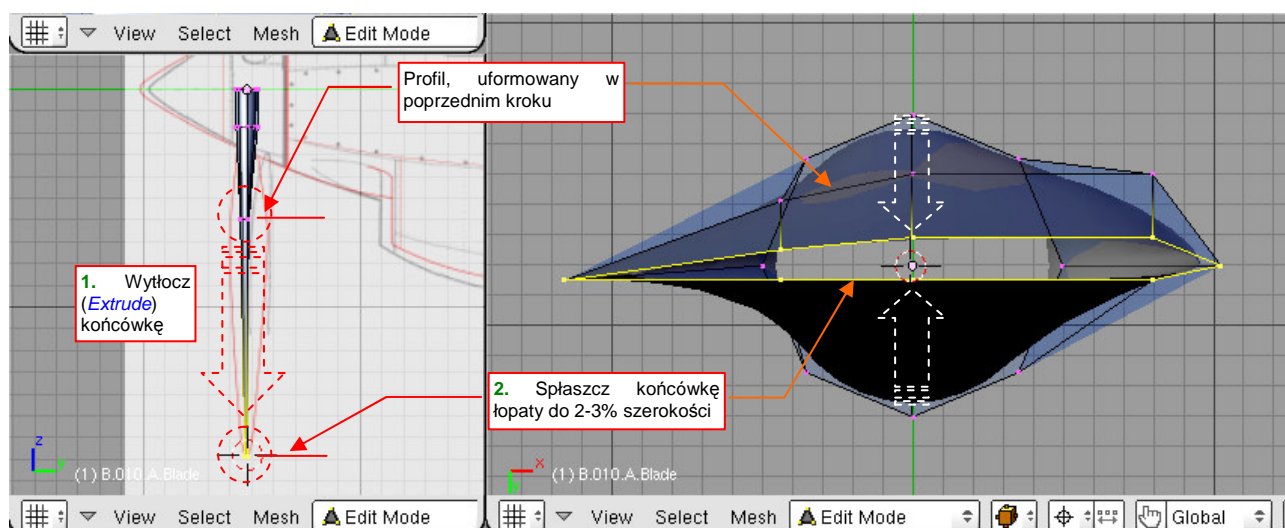 View Select Mesh Edit Mode
Profil, uformowany w
poprzednim kroku
1. Wytłocz
(Extrude)
końcówkę
2. Spłaszcz końcówkę
łopaty do 2-3% szerokości
z
y
(1) B.010.A.Blade
x
y
(1) B.010.A.Blade
View Select Mesh Edit Mode
View Select Mesh Edit Mode Global